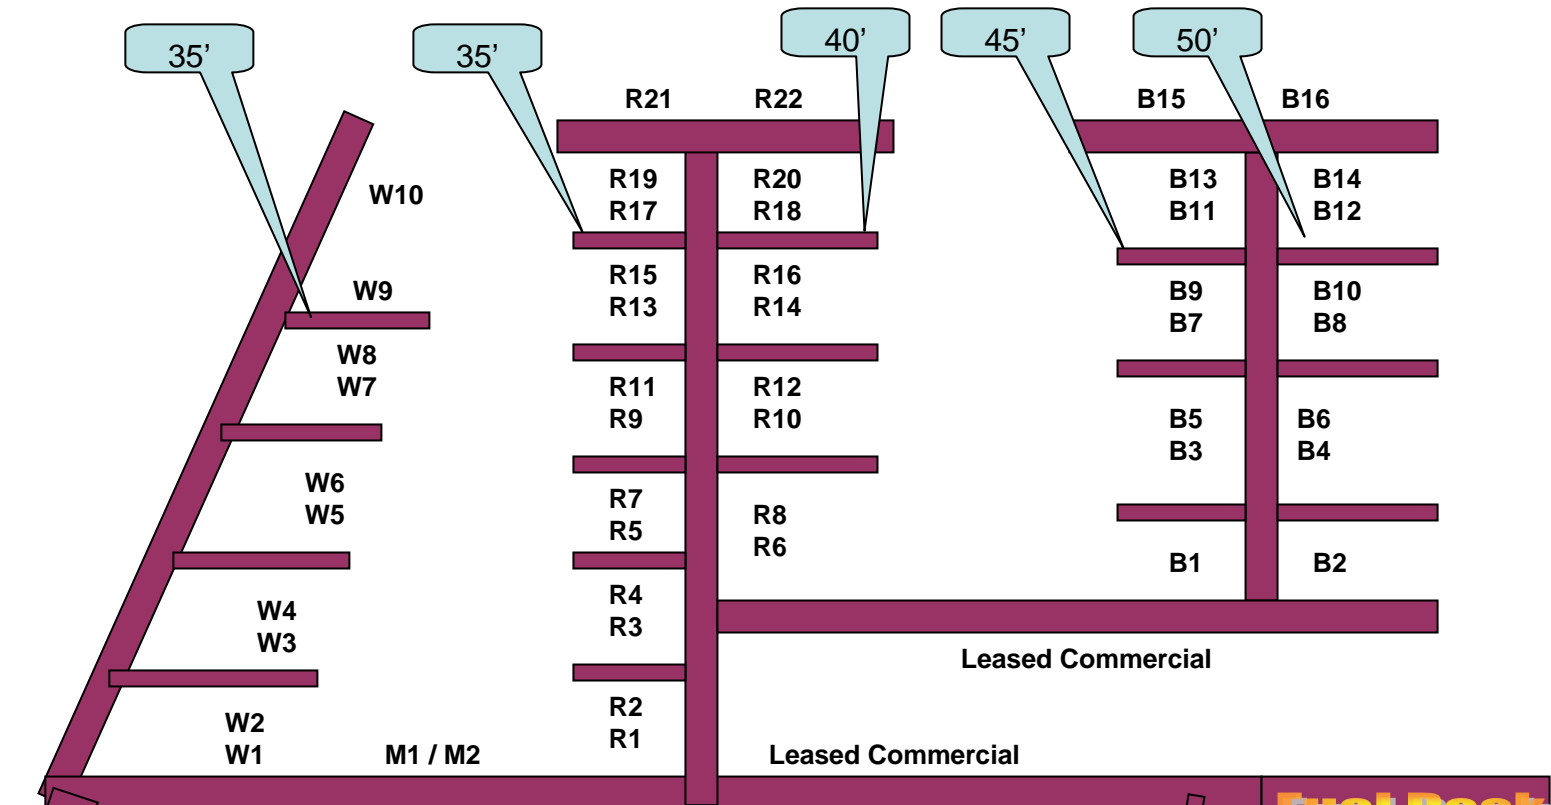 35’
35’
40’
45’
50’
R21 R22 B15 B16
W10
R19 R20 B13 B14
R17 R18 B11 B12
W9
R15 R16 B9 B10
R13 R14 B7 B8
W8
W7
R11 R12 B5 B6
R9 R10 B3 B4
W6
W5
R7 R8
R5 R6
B1 B2
W4
W3
R4
R3
Leased Commercial
R2
R1
W2
W1 M1 / M2 Leased Commercial